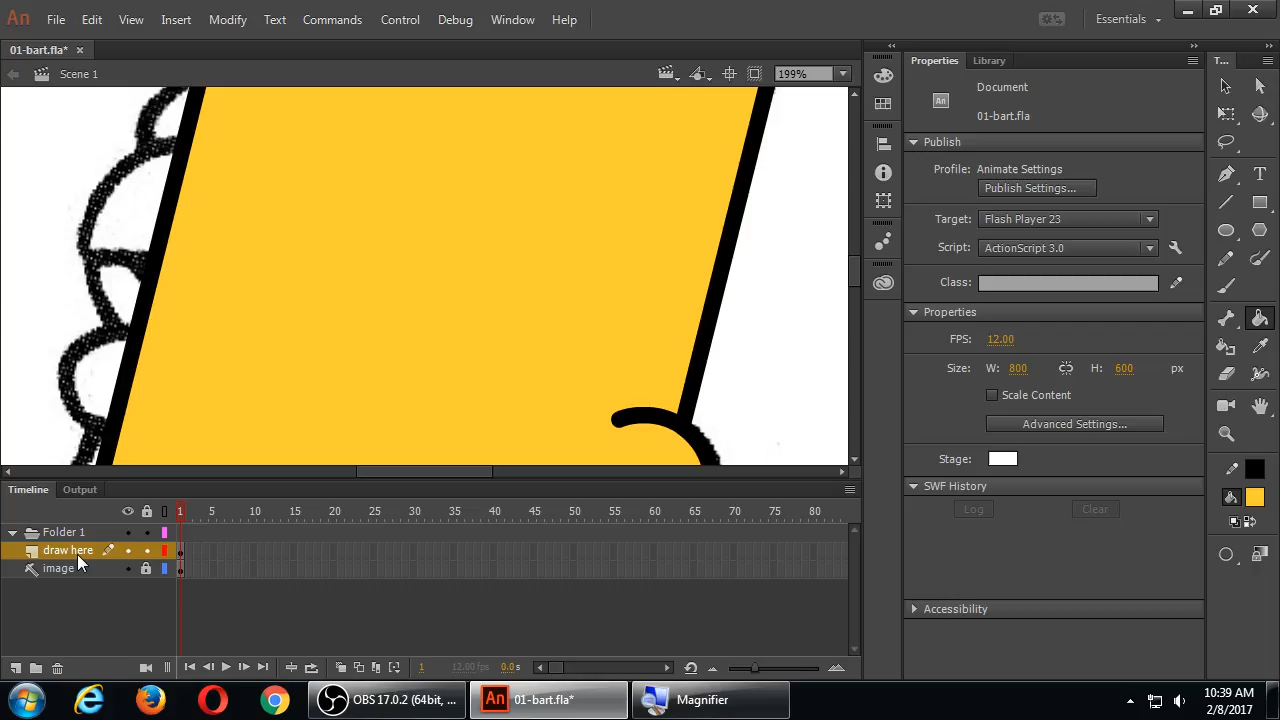 An File Edit View Insert Modify Text Commands Control Debug Window Help Essentials
01-bart.fla* ×
Scene 1 199%
Properties Library T...
Document
An 01-bart.fla
Publish
Profile: Animate Settings
Publish Settings...
Target: Flash Player 23
Script: ActionScript 3.0
Class:
Properties
FPS: 12.00
Size: W: 800 H: 600 px
Scale Content
Advanced Settings...
Stage:
SWF History
Log Clear
Accessibility
Timeline Output
1 5 10 15 20 25 30 35 40 45 50 55 60 65 70 75 80
Folder 1
draw here
image
1 12.00 fps 0.0 s
OBS 17.0.2 (64bit, ... An 01-bart.fla* Magnifier 10:39 AM
2/8/2017